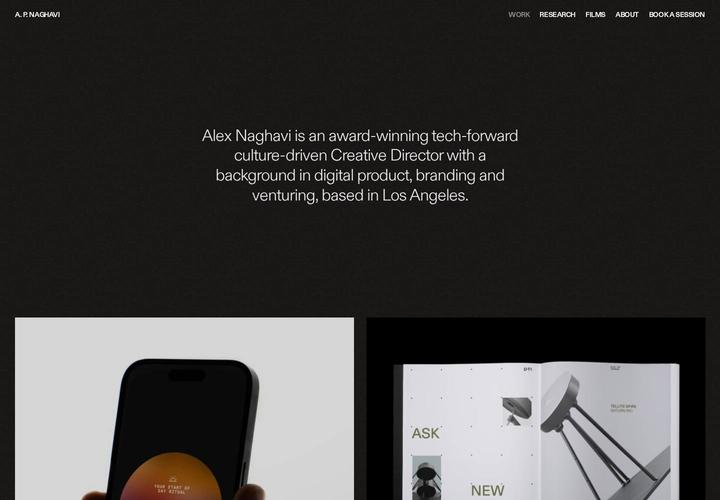 A. P. NAGHAVI
WORK RESEARCH FILMS ABOUT BOOK A SESSION
Alex Naghavi is an award-winning tech-forward
culture-driven Creative Director with a
background in digital product, branding and
venturing, based in Los Angeles.
YOUR START OF
DAY RITUAL
ASK
NEW